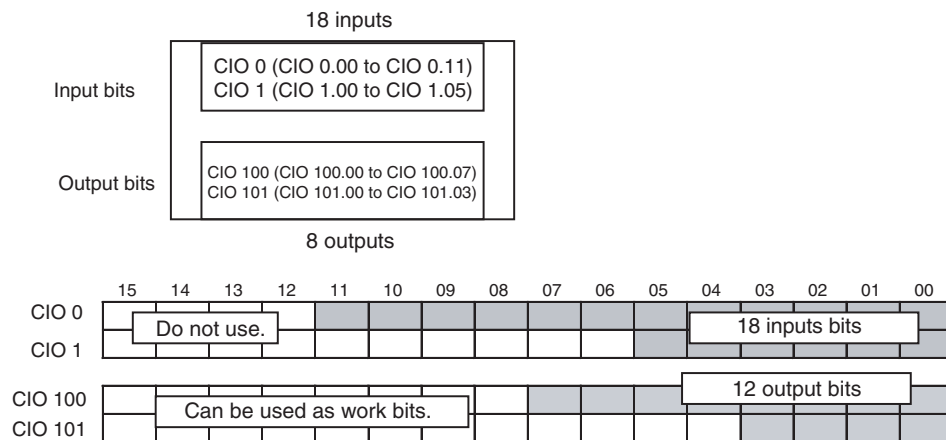 18 inputs
Input bits
CIO 0 (CIO 0.00 to CIO 0.11)
CIO 1 (CIO 1.00 to CIO 1.05)
Output bits
CIO 100 (CIO 100.00 to CIO 100.07)
CIO 101 (CIO 101.00 to CIO 101.03)
8 outputs
15 14 13 12 11 10 09 08 07 06 05 04 03 02 01 00
CIO 0
Do not use.
18 inputs bits
CIO 1
12 output bits
CIO 100
Can be used as work bits.
CIO 101